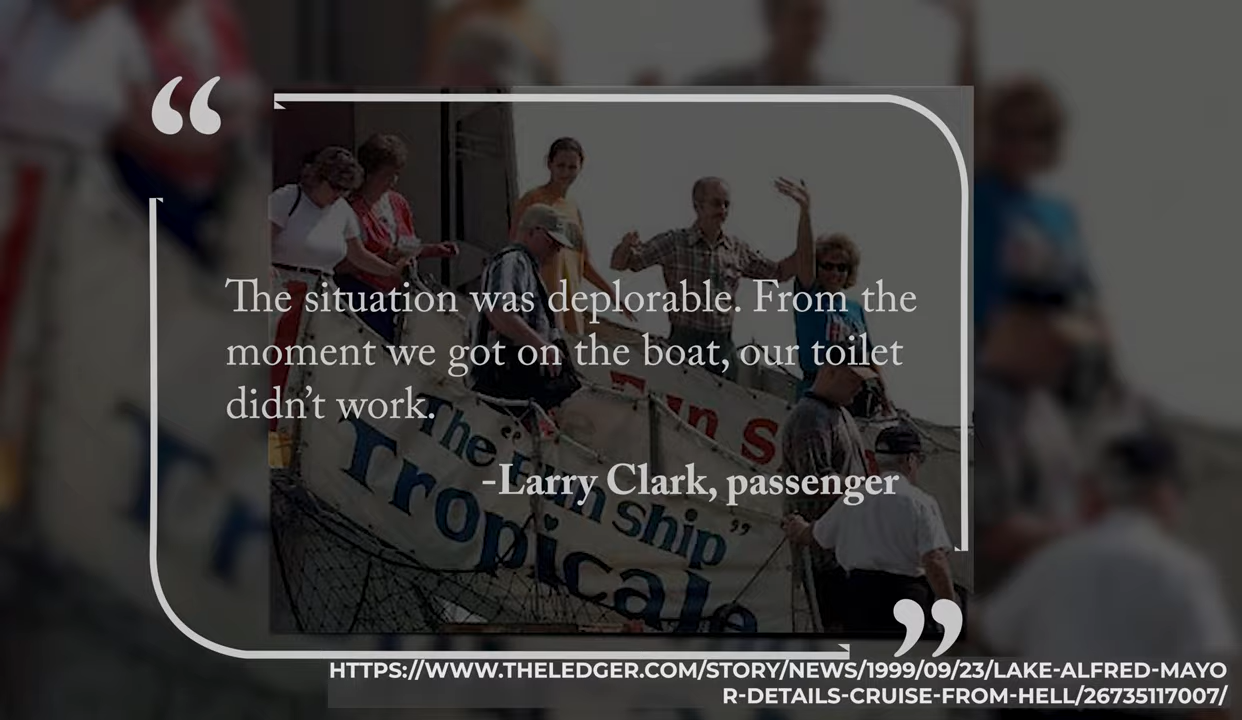 “
The situation was deplorable. From the
moment we got on the boat, our toilet
didn’t work.
-Larry Clark, passenger
”
"The "Fun Ship"
Tropicale
Fun S
HTTPS://WWW.THELEDGER.COM/STORY/NEWS/1999/09/23/LAKE-ALFRED-MAYO
R-DETAILS-CRUISE-FROM-HELL/26735117007/